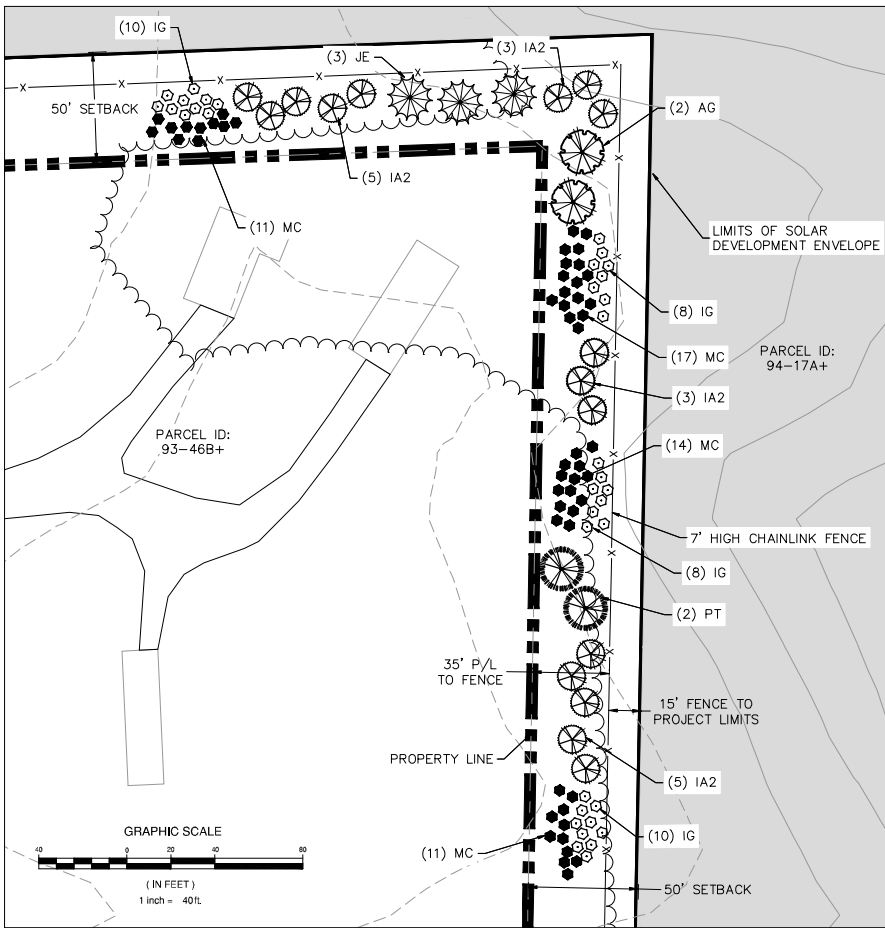 (10) IG
(3) JE
(3) IA2
X X X X X X
50' SETBACK
(2) AG
X
(5) IA2
(11) MC
LIMITS OF SOLAR
DEVELOPMENT ENVELOPE
X
(8) IG
(17) MC
X
PARCEL ID:
94-17A+
(3) IA2
PARCEL ID:
93-46B+
(14) MC
X
7' HIGH CHAINLINK FENCE
X
(8) IG
(2) PT
X
35' P/L
TO FENCE
15' FENCE TO
PROJECT LIMITS
X
PROPERTY LINE
(5) IA2
GRAPHIC SCALE
(10) IG
40 0 20 40 80
X
(11) MC
( IN FEET )
1 inch = 40 ft.
50' SETBACK